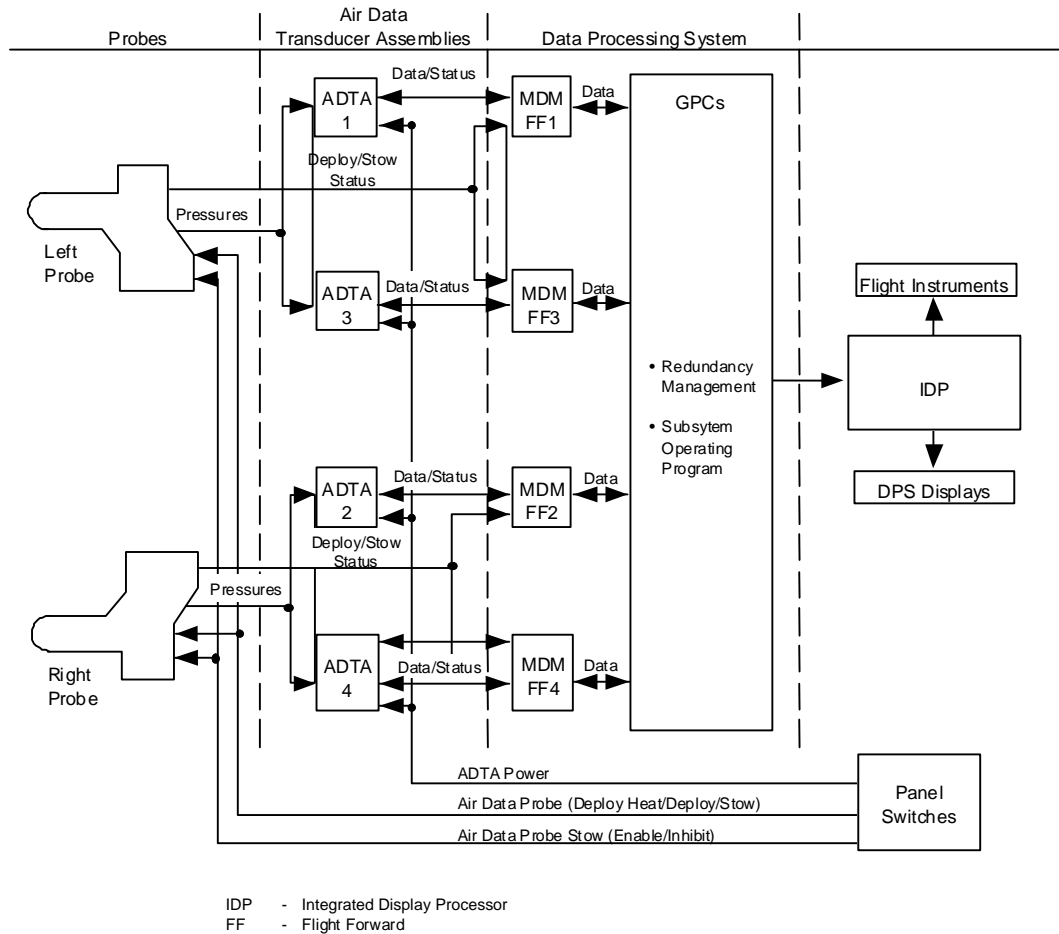 Air Data
Probes
Transducer Assemblies
Data Processing System
Data/Status
ADTA
1
MDM
FF1
Data
GPCs
Deploy/Stow
Status
Pressures
Left
Probe
ADTA
3
Data/Status
MDM
FF3
Data
Flight Instruments
• Redundancy
Management
IDP
• Subsytem
Operating
Program
DPS Displays
ADTA
2
Data/Status
MDM
FF2
Data
Deploy/Stow
Status
Pressures
Right
Probe
ADTA
4
Data/Status
MDM
FF4
Data
ADTA Power
Air Data Probe (Deploy Heat/Deploy/Stow)
Air Data Probe Stow (Enable/Inhibit)
Panel
Switches
IDP - Integrated Display Processor
FF - Flight Forward